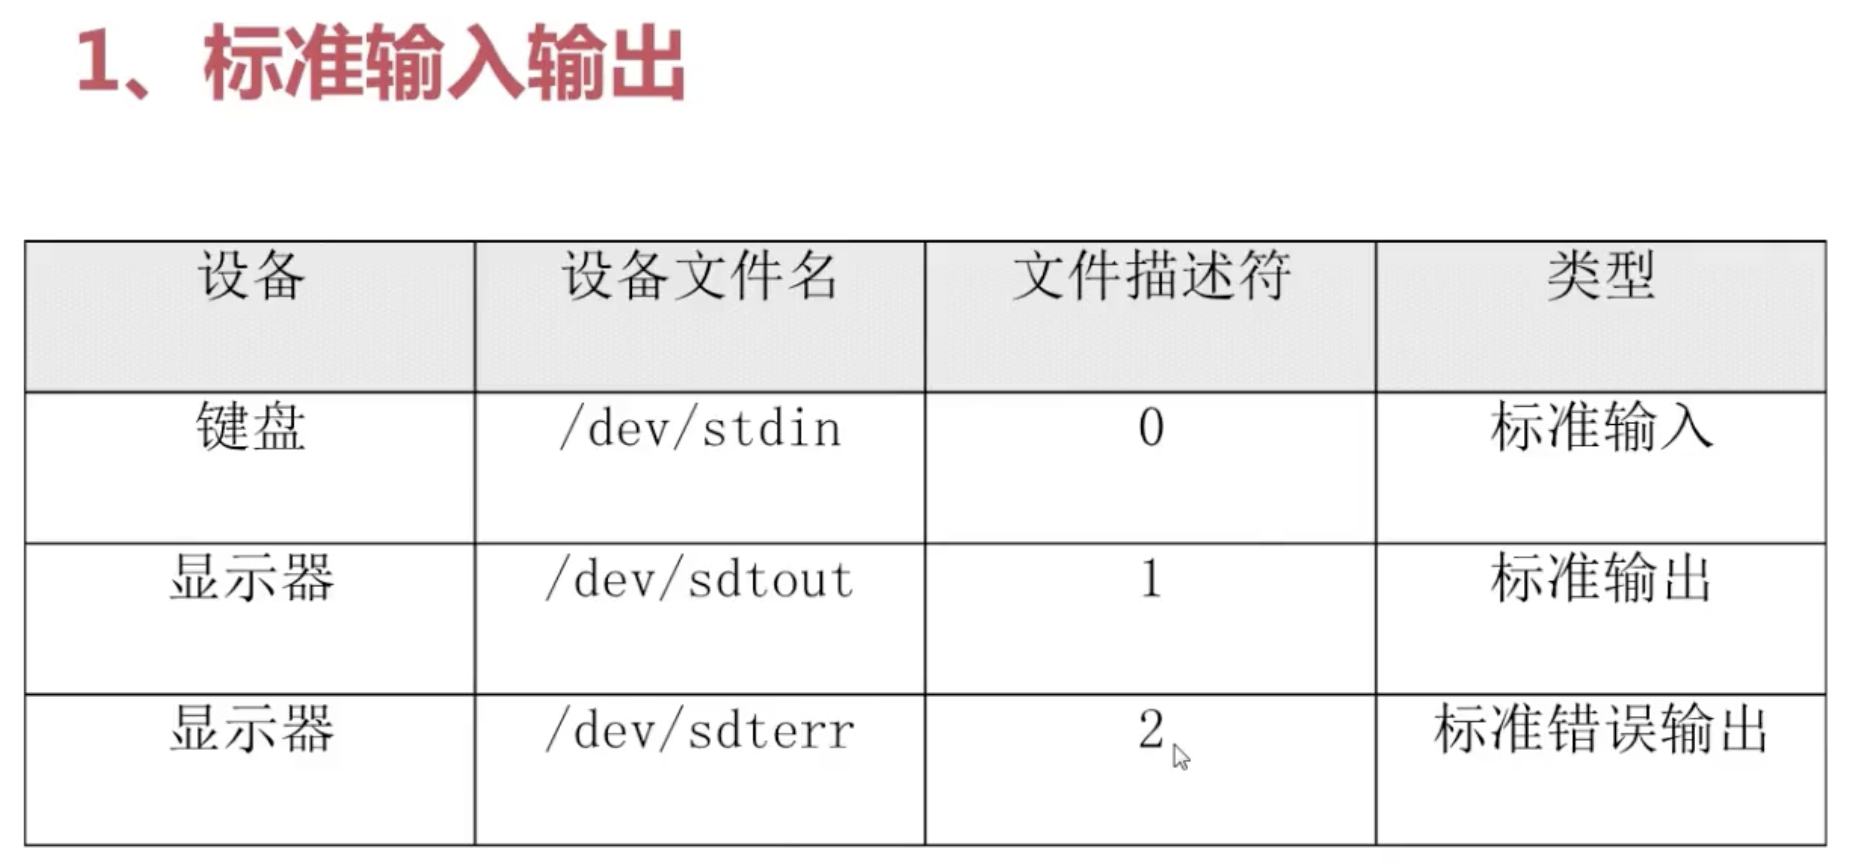 1、标准输入输出
设备 设备文件名 文件描述符 类型
键盘 /dev/stdin 0 标准输入
显示器 /dev/sdtout 1 标准输出
显示器 /dev/sdterr 2 标准错误输出